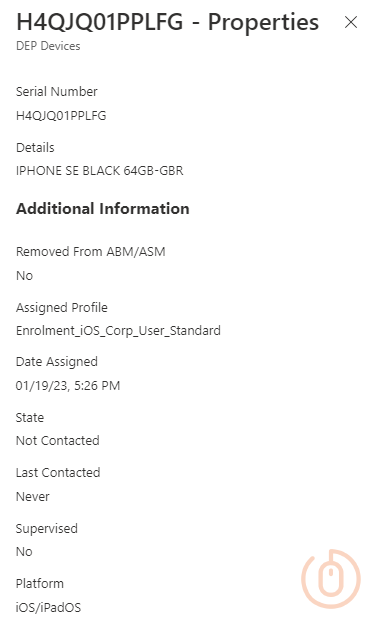 H4QJQ01PPLFG - Properties
DEP Devices
Serial Number
H4QJQ01PPLFG
Details
IPHONE SE BLACK 64GB-GBR
Additional Information
Removed From ABM/ASM
No
Assigned Profile
Enrolment_iOS_Corp_User_Standard
Date Assigned
01/19/23, 5:26 PM
State
Not Contacted
Last Contacted
Never
Supervised
No
Platform
iOS/iPadOS